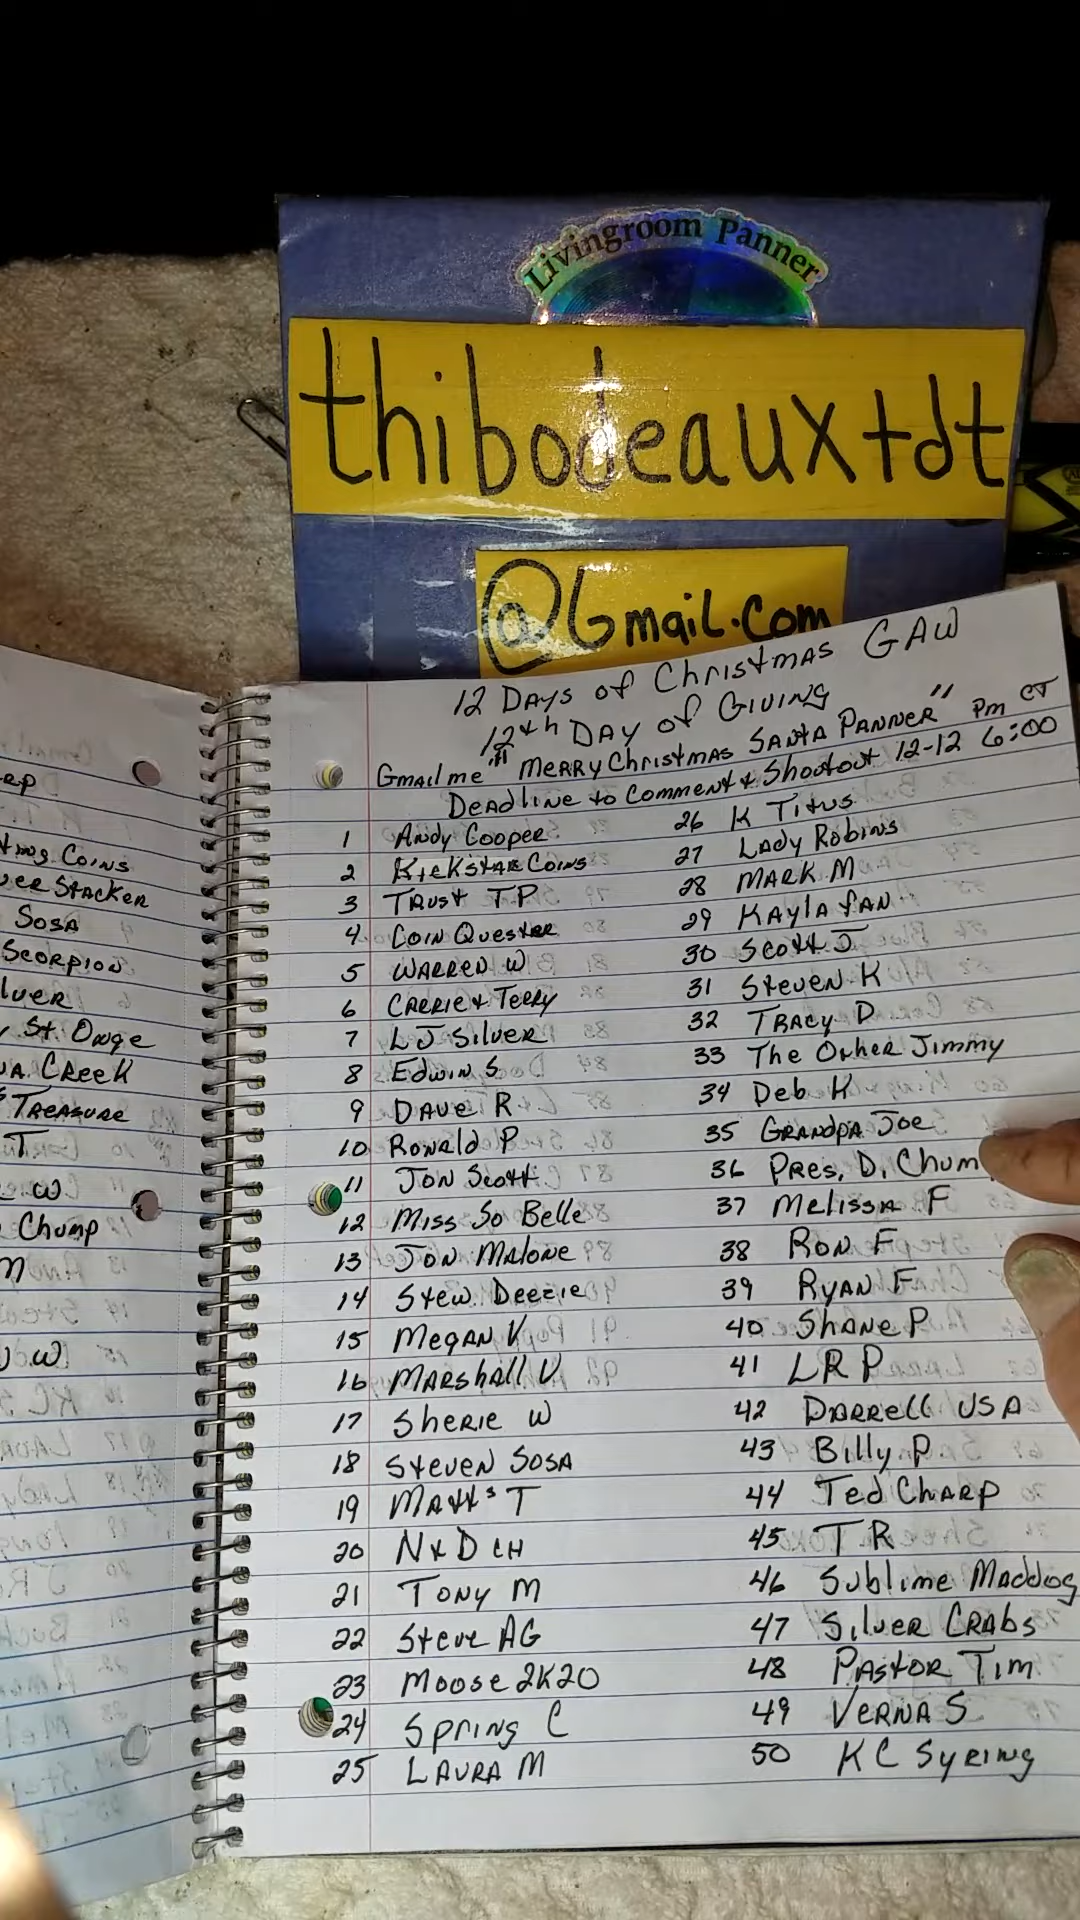 Livingroom Panner
thibodeauxtdt
@Gmail.com
12 Days of Christmas GAW
12th Day of Giving
Gmail me "Merry Christmas Santa Panner"
Deadline to Comment & Shoutout 12-12 6:00 Pm CT
1 Andy Cooper
2 Kickstar Coins
3 Trust TP
4 Coin Quester
5 Warren W
6 Carrie & Terry
7 LJ Silver
8 Edwin S
9 Dave R
10 Ronald P
11 Jon Scott
12 Miss So Belle
13 Jon Malone
14 Stew Deezie
15 Megan V
16 Marshall V
17 Sherie W
18 Steven Sosa
19 Matt's T
20 N&D CH
21 Tony M
22 Steve AG
23 Moose 2K20
24 Spring C
25 Laura M
26 K Titus
27 Lady Robins
28 Mark M
29 Kayla fan
30 Scott J
31 Steven K
32 Tracy D
33 The Other Jimmy
34 Deb K
35 Grandpa Joe
36 Pres. D. Chum
37 Melissa F
38 Ron F
39 Ryan F
40 Shane P
41 LRP
42 Darrell USA
43 Billy P
44 Ted Charp
45 TR
46 Sublime Maddog
47 Silver Crabs
48 Pastor Tim
49 Verna S
50 KC Syring
Coins
Stacker
Sosa
Scorpion
St. Onge
Creek
Treasure
T
W
Chump
M
W